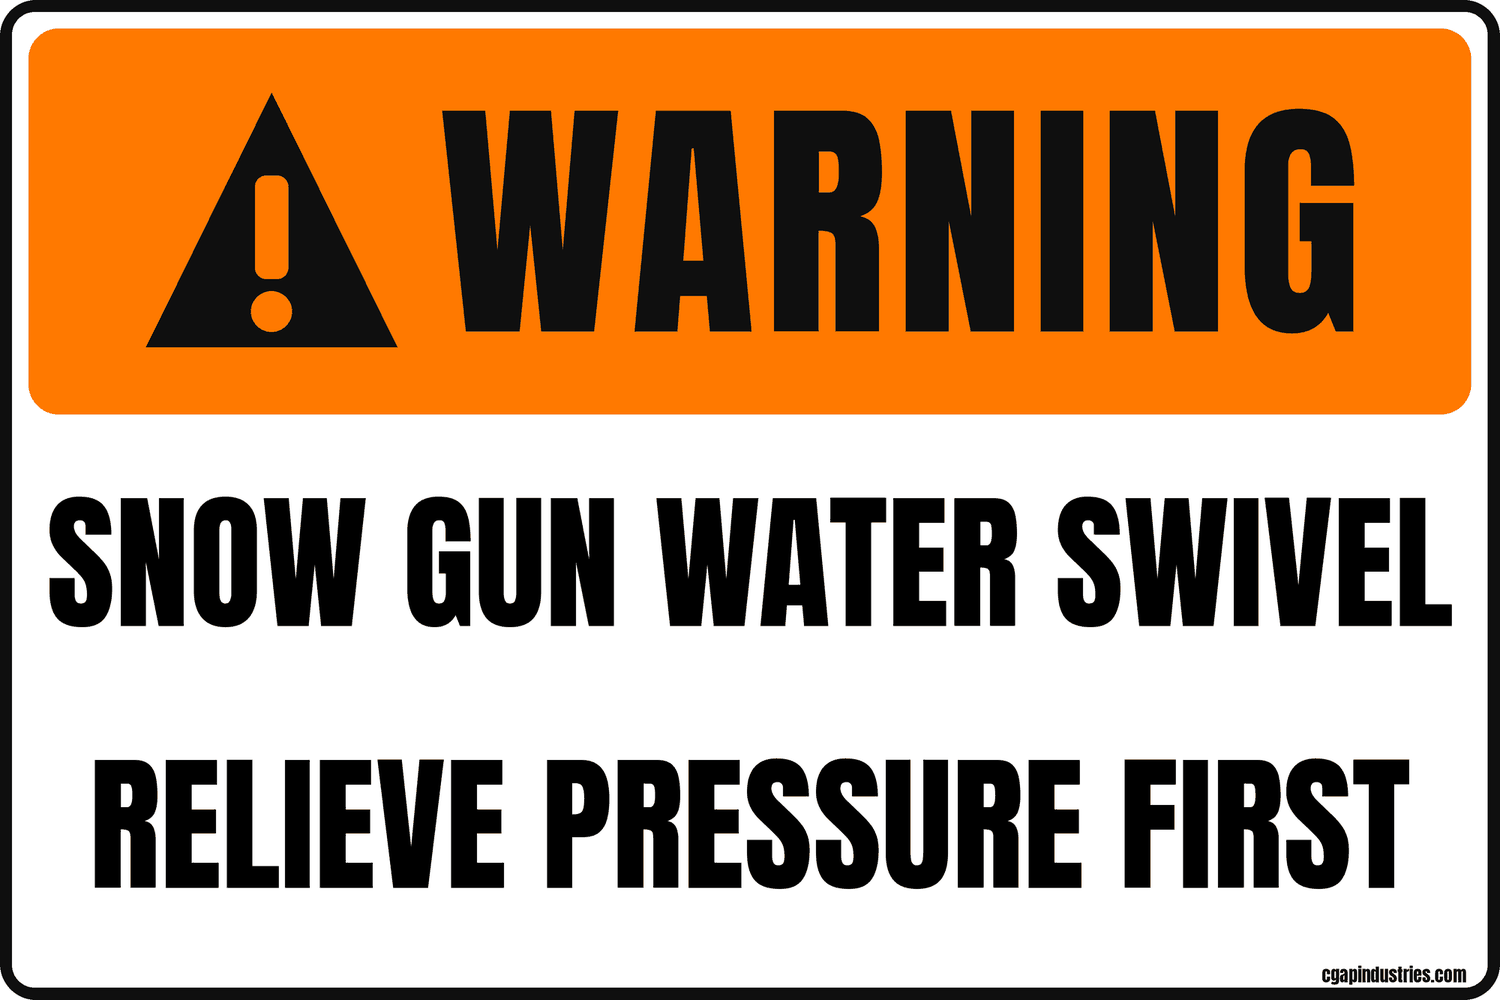 WARNING
SNOW GUN WATER SWIVEL
RELIEVE PRESSURE FIRST
cgapindustries.com